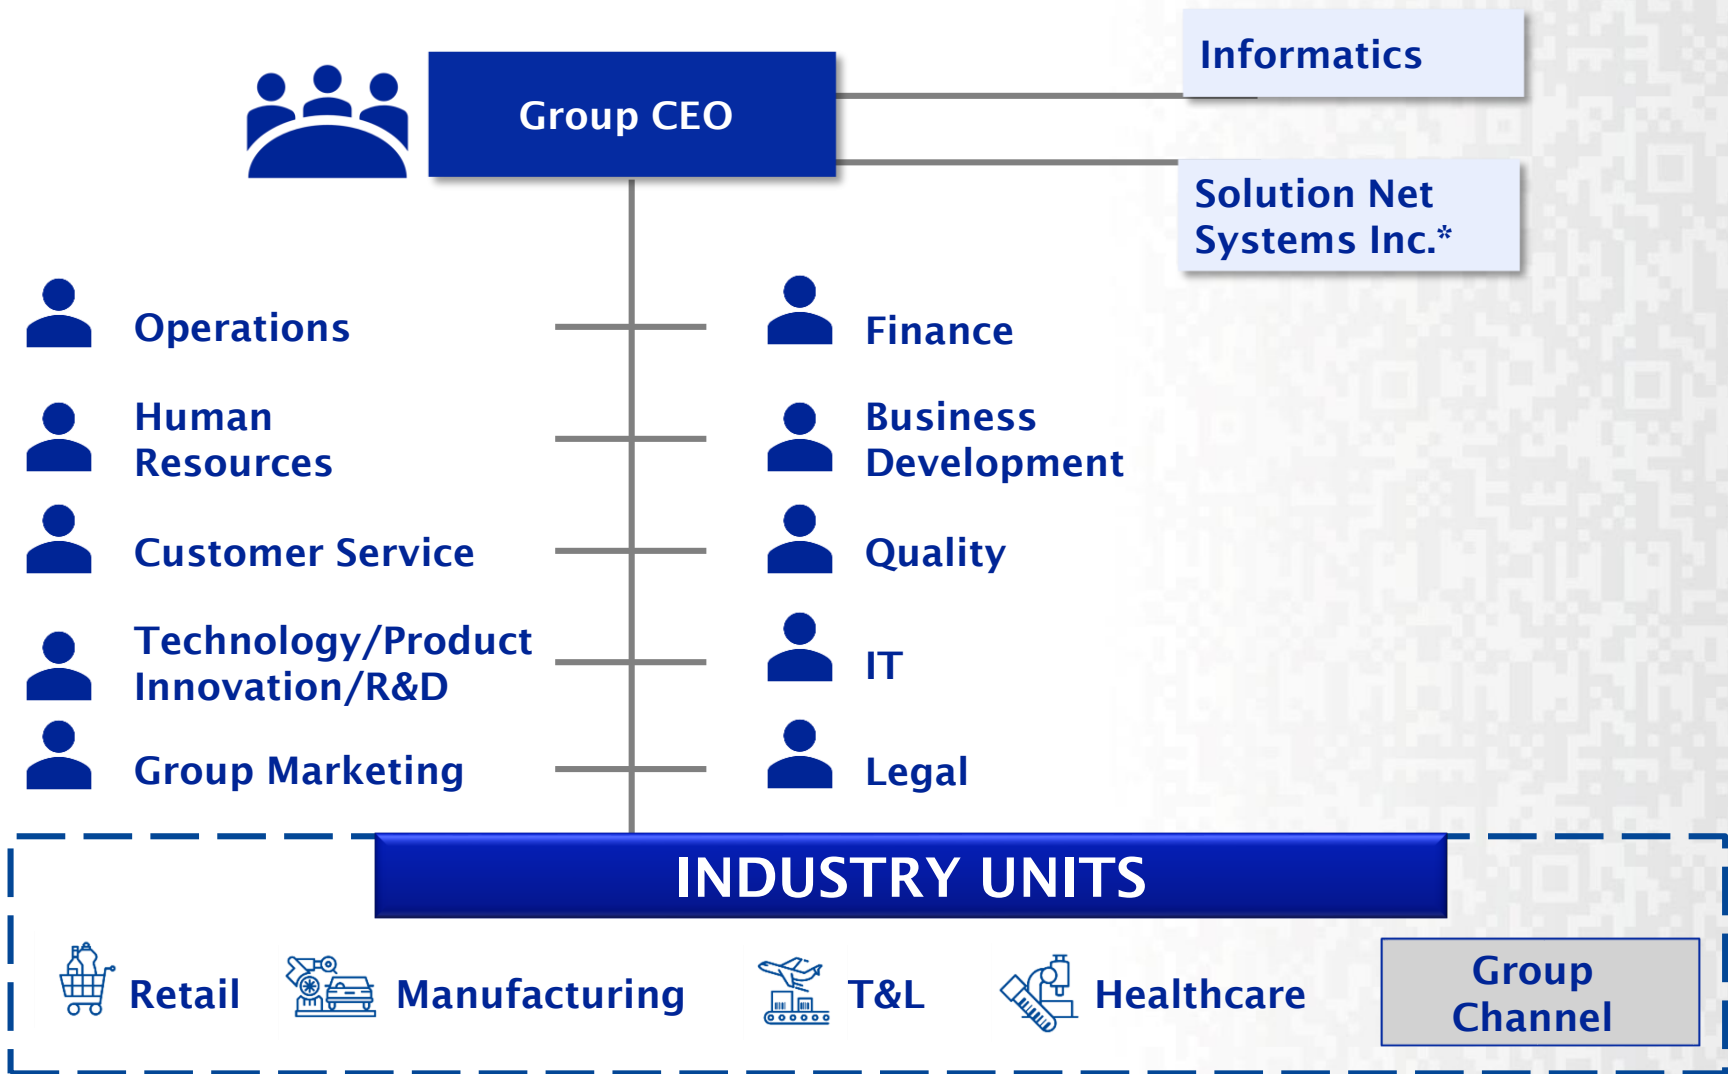 Informatics
Group CEO
Solution Net
Systems Inc.*
Operations
Finance
Human
Resources
Business
Development
Customer Service
Quality
Technology/Product
Innovation/R&D
IT
Group Marketing
Legal
INDUSTRY UNITS
Retail
Manufacturing
T&L
Healthcare
Group
Channel